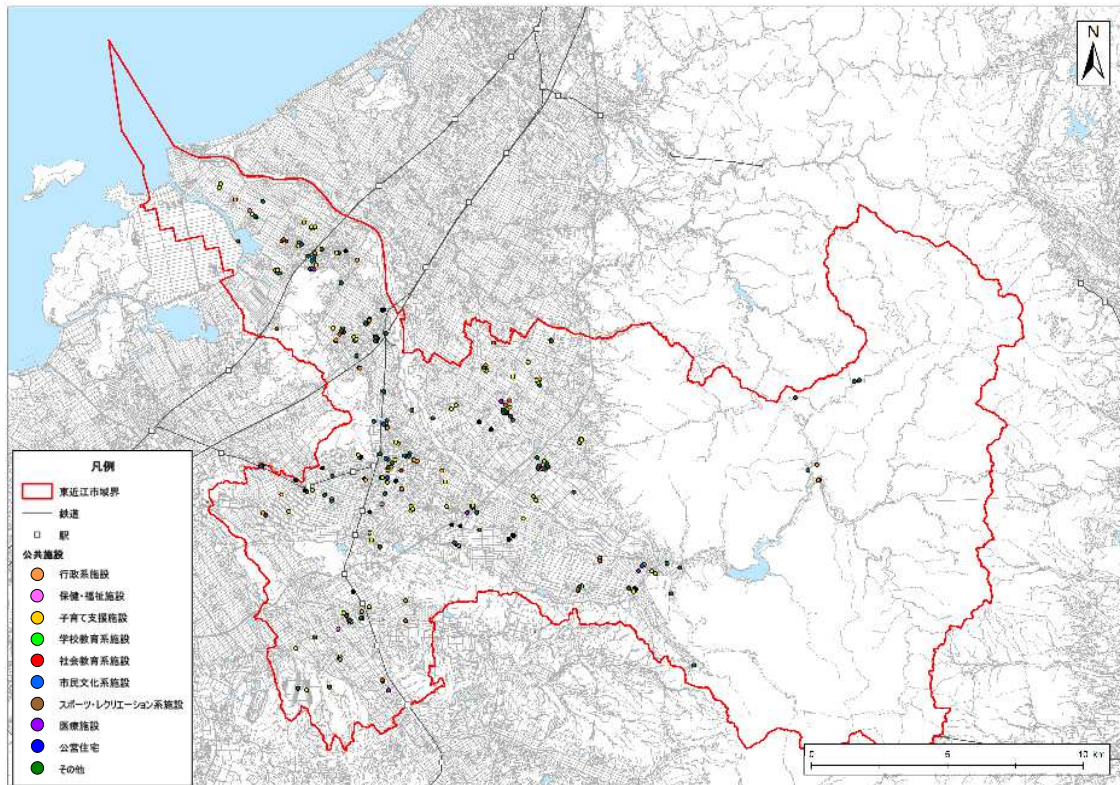 N
凡例
東近江市域界
鉄道
駅
公共施設
行政系施設
保健・福祉施設
子育て支援施設
学校教育系施設
社会教育系施設
市民文化系施設
スポーツ・レクリエーション系施設
医療施設
公営住宅
その他
0 5 10 km